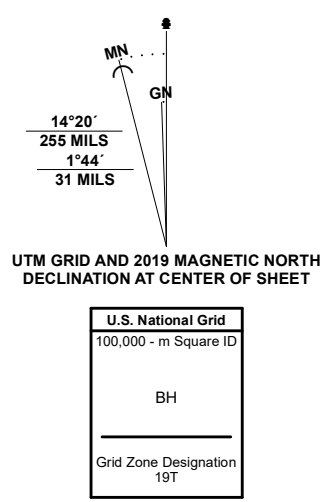 MN
GN
14°20´
255 MILS
1°44´
31 MILS
UTM GRID AND 2019 MAGNETIC NORTH
DECLINATION AT CENTER OF SHEET
U.S. National Grid
100,000 - m Square ID
BH
Grid Zone Designation
19T